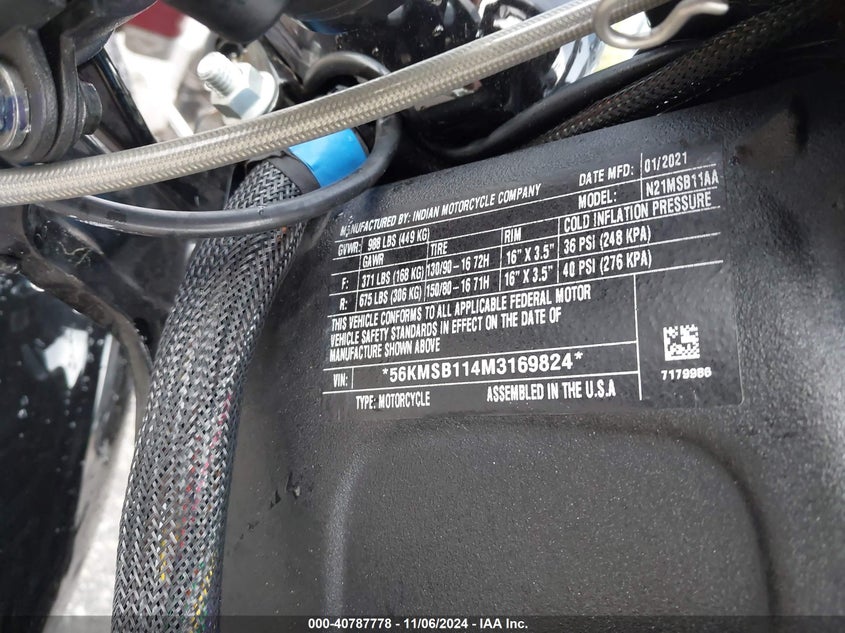 MANUFACTURED BY: INDIAN MOTORCYCLE COMPANY DATE MFD: 01/2021
MODEL: N21MSB11AA
GVWR: 988 LBS (449 KG)
GAWR TIRE RIM COLD INFLATION PRESSURE
F: 371 LBS (168 KG) 130/90-16 72H 16" X 3.5" 36 PSI (248 KPA)
R: 675 LBS (306 KG) 150/80-16 71H 16" X 3.5" 40 PSI (276 KPA)
THIS VEHICLE CONFORMS TO ALL APPLICABLE FEDERAL MOTOR
VEHICLE SAFETY STANDARDS IN EFFECT ON THE DATE OF
MANUFACTURE SHOWN ABOVE
VIN: *56KMSB114M3169824*
7179986
TYPE: MOTORCYCLE ASSEMBLED IN THE U.S.A
000-40787778 - 11/06/2024 - IAA Inc.